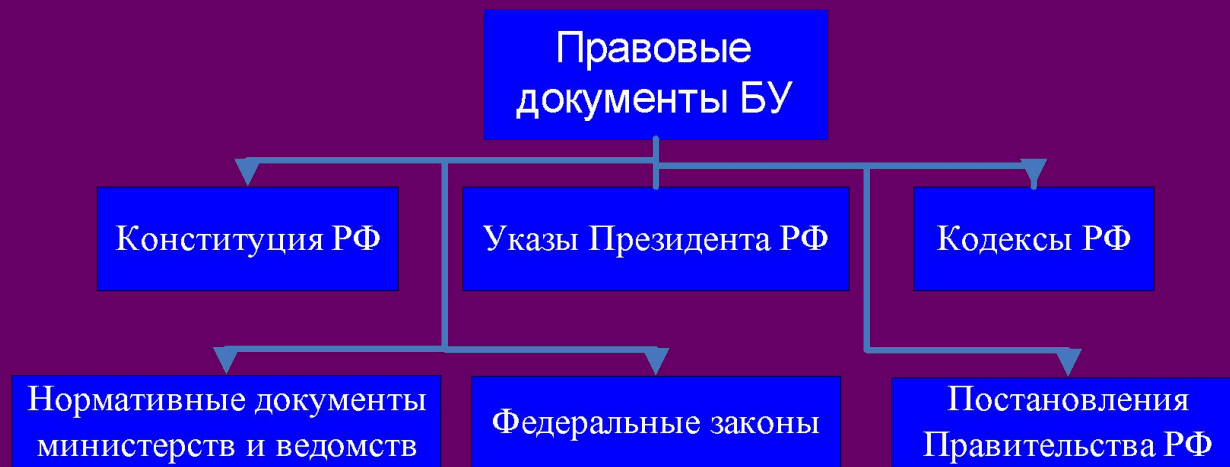 Правовые
документы БУ
Конституция РФ
Указы Президента РФ
Кодексы РФ
Нормативные документы
министерств и ведомств
Федеральные законы
Постановления
Правительства РФ